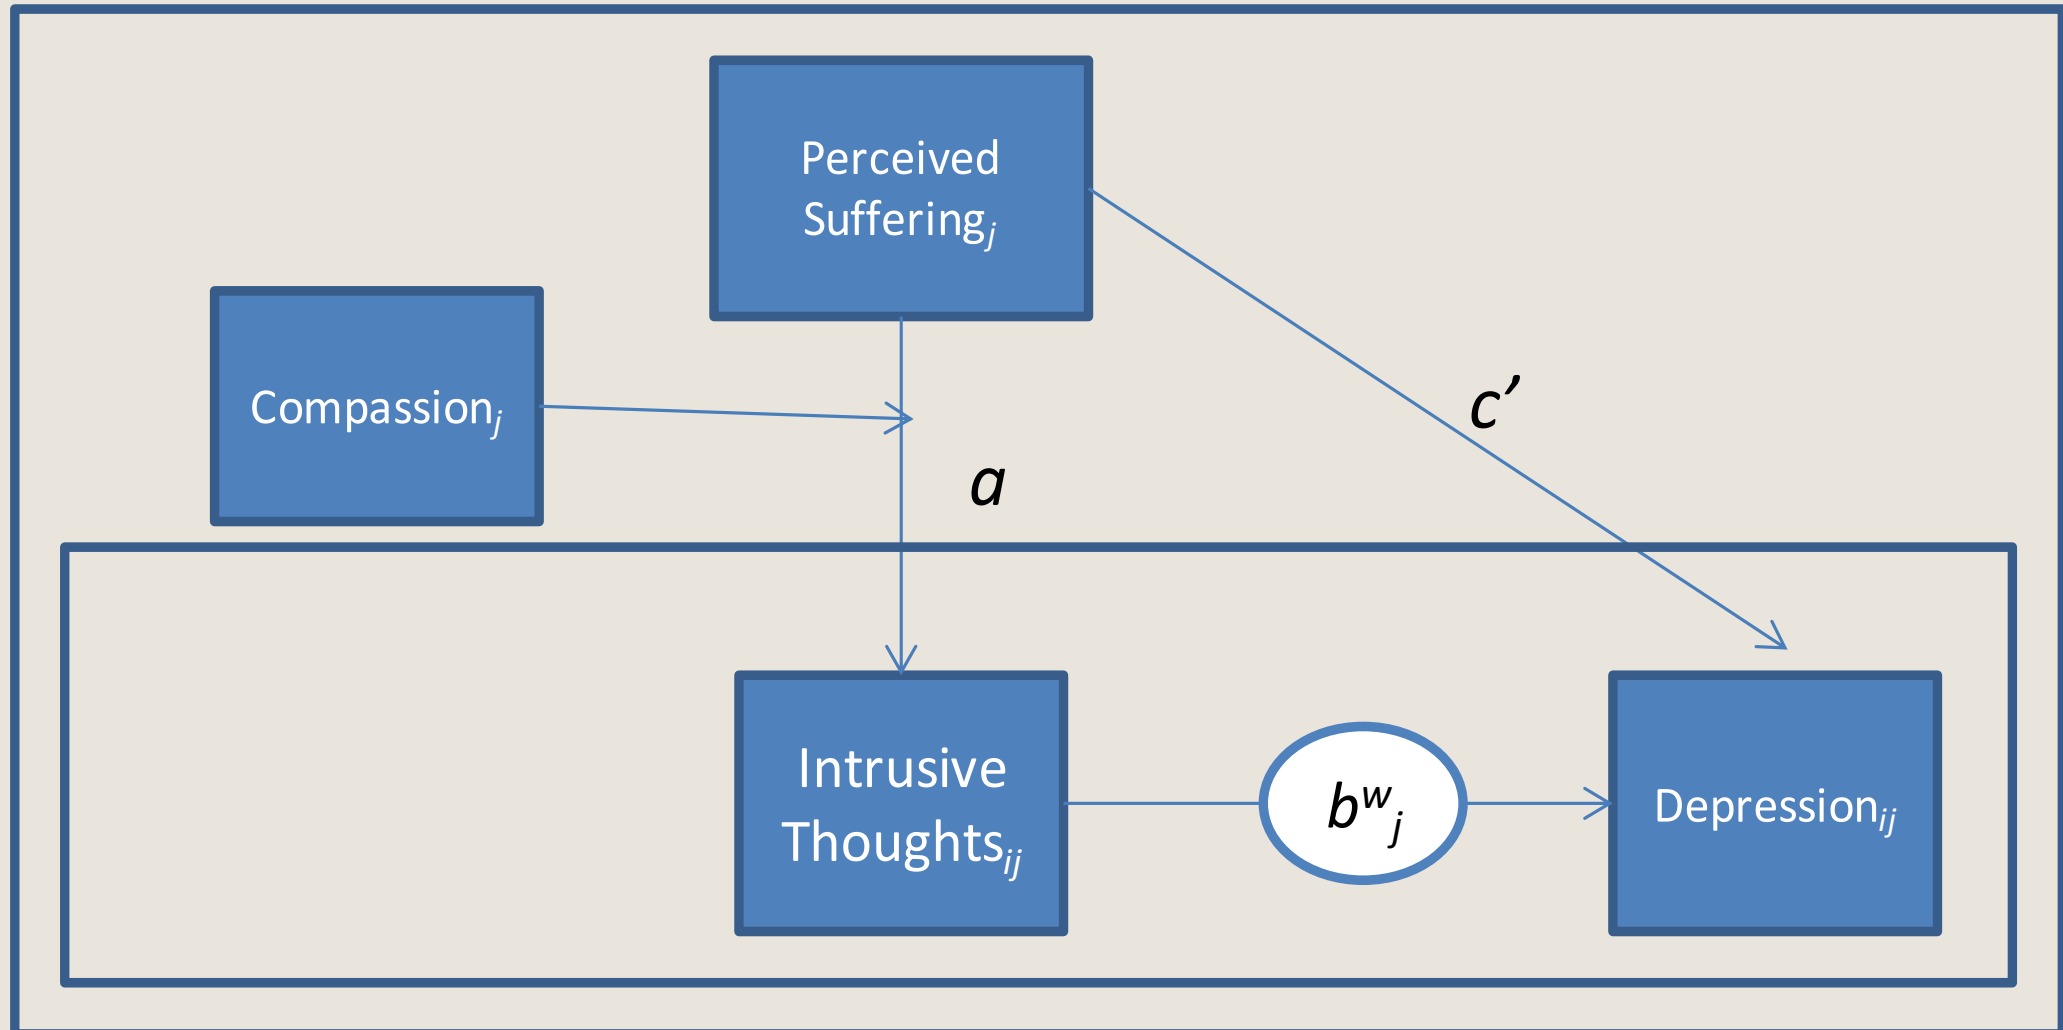 Perceived
Suffering_j
Compassion_j
c′
a
Intrusive
Thoughts_ij
b^w_j
Depression_ij